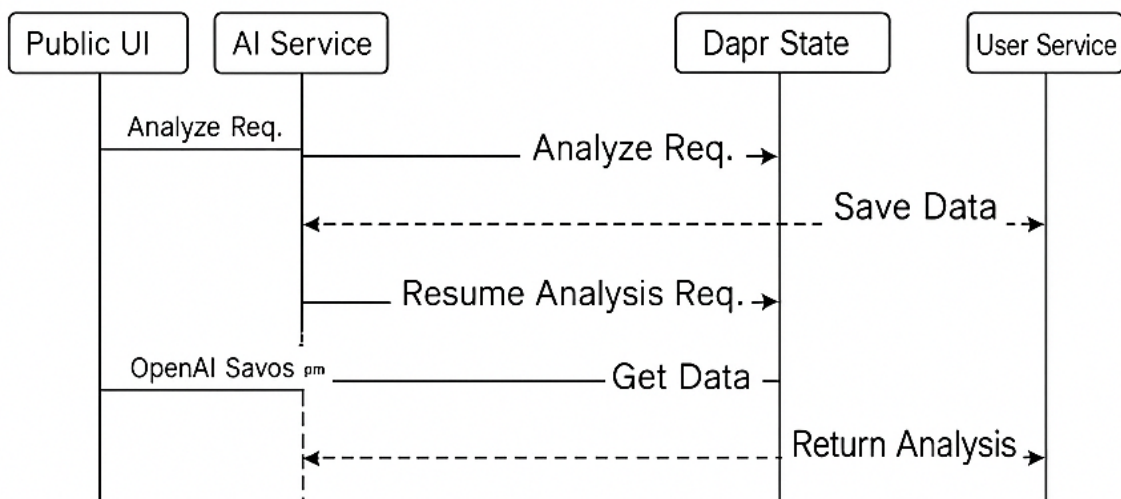 Public UI
AI Service
Dapr State
User Service
Analyze Req.
Analyze Req.
Save Data
Resume Analysis Req.
OpenAI Savos pm
Get Data
Return Analysis